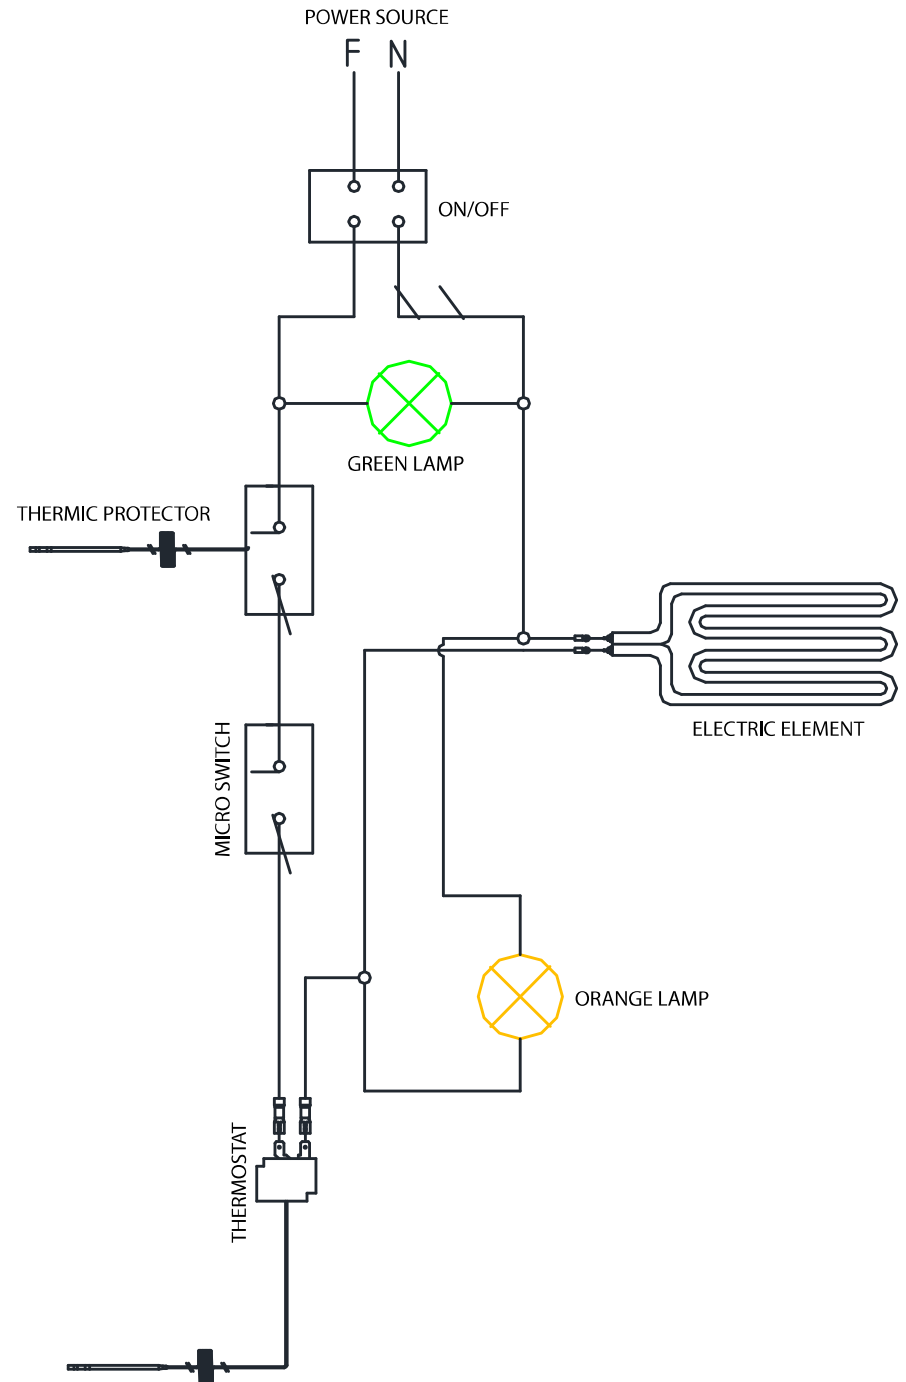 POWER SOURCE
F N
ON/OFF
GREEN LAMP
THERMIC PROTECTOR
ELECTRIC ELEMENT
MICRO SWITCH
ORANGE LAMP
THERMOSTAT